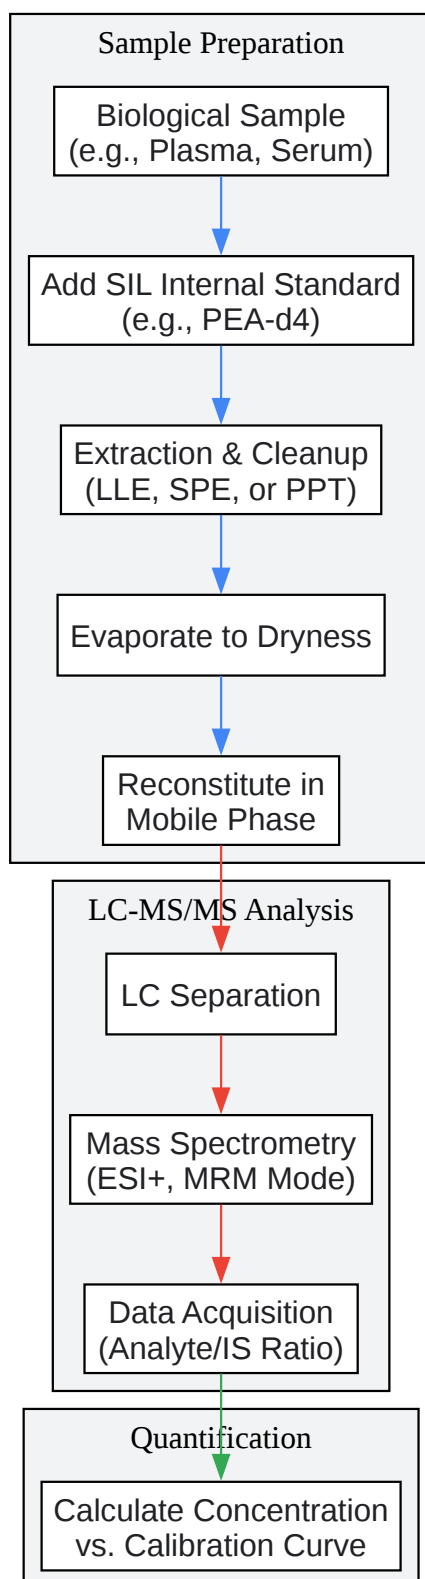 Sample Preparation
Biological Sample
(e.g., Plasma, Serum)
Add SIL Internal Standard
(e.g., PEA-d4)
Extraction & Cleanup
(LLE, SPE, or PPT)
Evaporate to Dryness
Reconstitute in
Mobile Phase
LC-MS/MS Analysis
LC Separation
Mass Spectrometry
(ESI+, MRM Mode)
Data Acquisition
(Analyte/IS Ratio)
Quantification
Calculate Concentration
vs. Calibration Curve